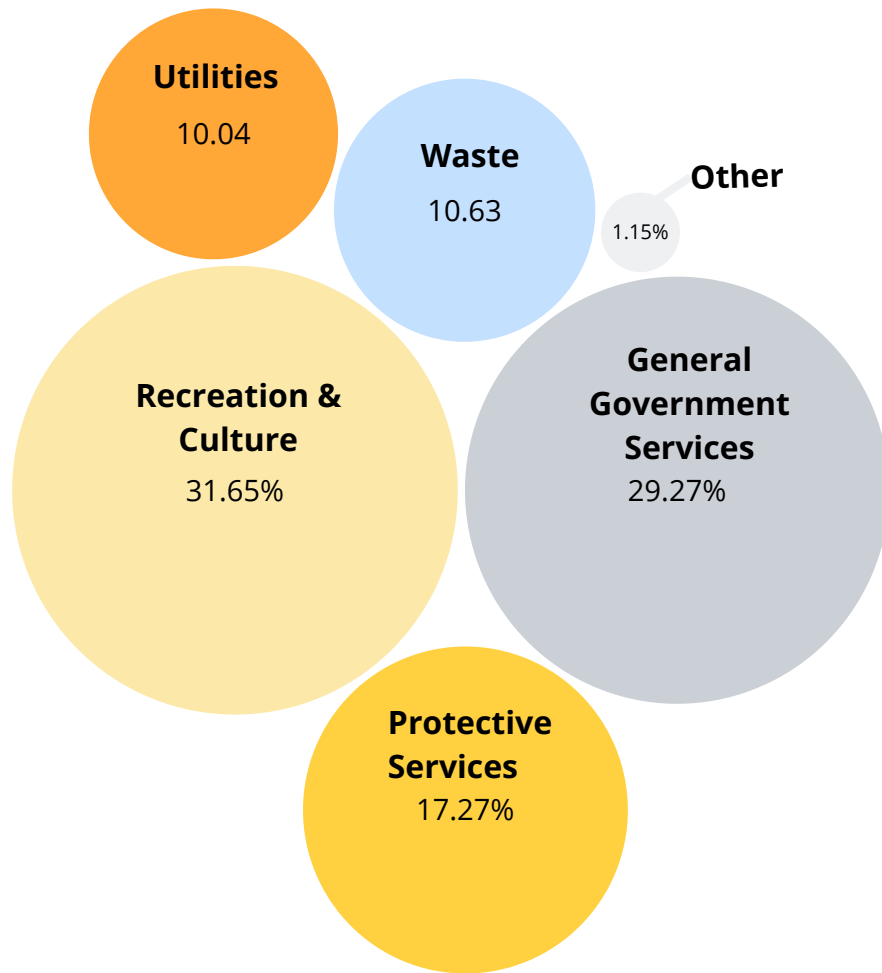 Utilities
10.04
Waste
10.63
Other
1.15%
Recreation &
Culture
31.65%
General
Government
Services
29.27%
Protective
Services
17.27%